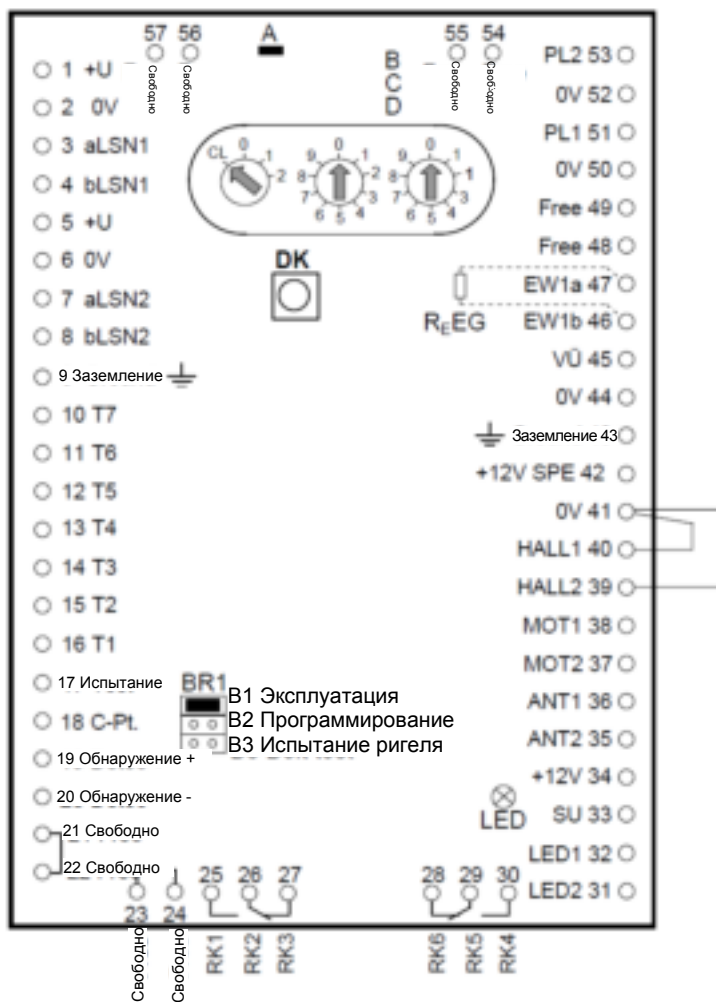 57 56 A 55 54
Свободно Свободно Свободно Свободно
B
C
D
1 +U
2 0V
3 aLSN1
4 bLSN1
5 +U
6 0V
7 aLSN2
8 bLSN2
9 Заземление
10 T7
11 T6
12 T5
13 T4
14 T3
15 T2
16 T1
17 Испытание
18 C-Pt.
19 Обнаружение +
20 Обнаружение -
21 Свободно
22 Свободно
CL 0 1 2
9 0 1 2 3 4 5 6 7 8
9 0 1 1 3 4 5 6 7 8
DK
REEG
BR1
B1 Эксплуатация
B2 Программирование
B3 Испытание ригеля
LED
PL2 53
0V 52
PL1 51
0V 50
Free 49
Free 48
EW1a 47
EW1b 46
VÜ 45
0V 44
Заземление 43
+12V SPE 42
0V 41
HALL1 40
HALL2 39
MOT1 38
MOT2 37
ANT1 36
ANT2 35
+12V 34
SU 33
LED1 32
LED2 31
23 24 25 26 27 28 29 30
Свободно Свободно RK1 RK2 RK3 RK6 RK5 RK4